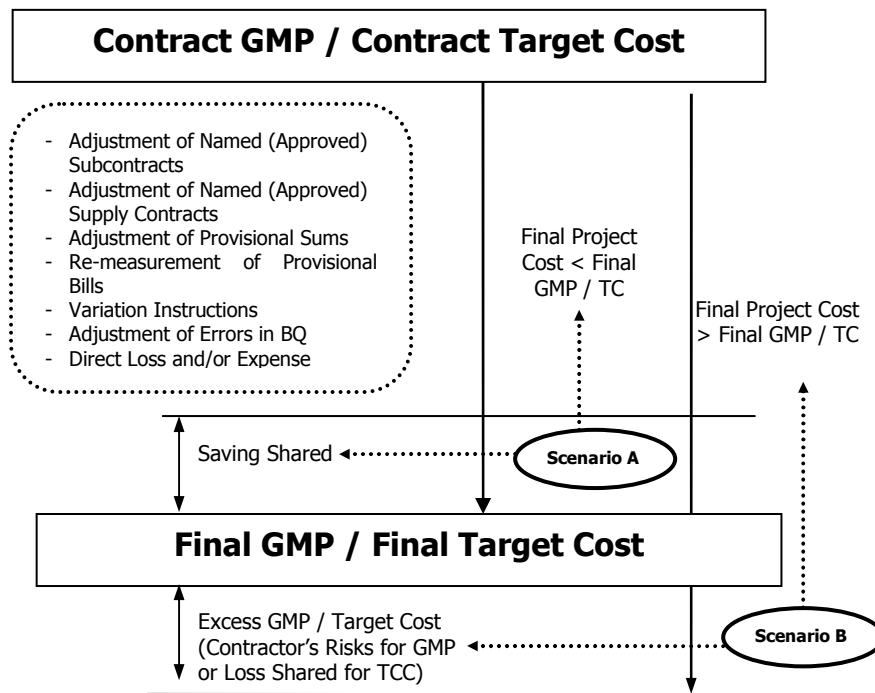 Contract GMP / Contract Target Cost
- Adjustment of Named (Approved)
Subcontracts
- Adjustment of Named (Approved)
Supply Contracts
- Adjustment of Provisional Sums
- Re-measurement of Provisional
Bills
- Variation Instructions
- Adjustment of Errors in BQ
- Direct Loss and/or Expense
Final Project
Cost < Final
GMP / TC
Final Project Cost
> Final GMP / TC
Saving Shared
Scenario A
Final GMP / Final Target Cost
Excess GMP / Target Cost
(Contractor's Risks for GMP
or Loss Shared for TCC)
Scenario B